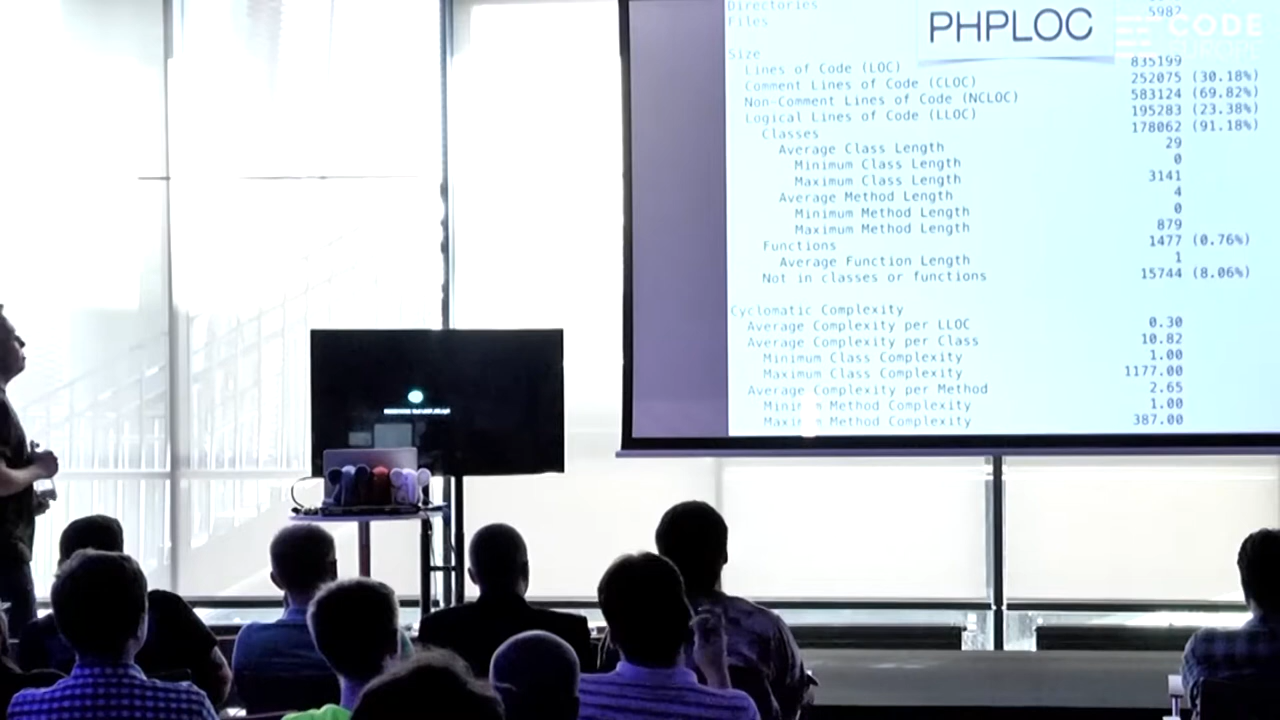 Directories
Files 5982
PHPLOC
CODE
EUROPE
Size
Lines of Code (LOC) 835199
Comment Lines of Code (CLOC) 252075 (30.18%)
Non-Comment Lines of Code (NCLOC) 583124 (69.82%)
Logical Lines of Code (LLOC) 195283 (23.38%)
Classes 178062 (91.18%)
Average Class Length 29
Minimum Class Length 0
Maximum Class Length 3141
Average Method Length 4
Minimum Method Length 0
Maximum Method Length 879
Functions 1477 (0.76%)
Average Function Length 1
Not in classes or functions 15744 (8.06%)
Cyclomatic Complexity
Average Complexity per LLOC 0.30
Average Complexity per Class 10.82
Minimum Class Complexity 1.00
Maximum Class Complexity 1177.00
Average Complexity per Method 2.65
Minimum Method Complexity 1.00
Maximum Method Complexity 387.00